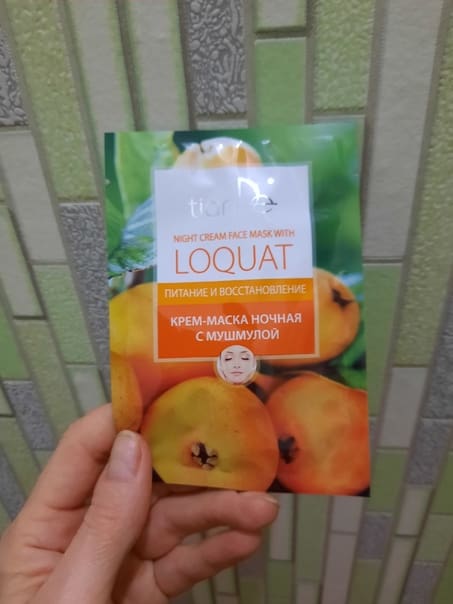 NIGHT CREAM FACE MASK WITH
LOQUAT
ПИТАНИЕ И ВОССТАНОВЛЕНИЕ
КРЕМ-МАСКА НОЧНАЯ
С МУШМУЛОЙ